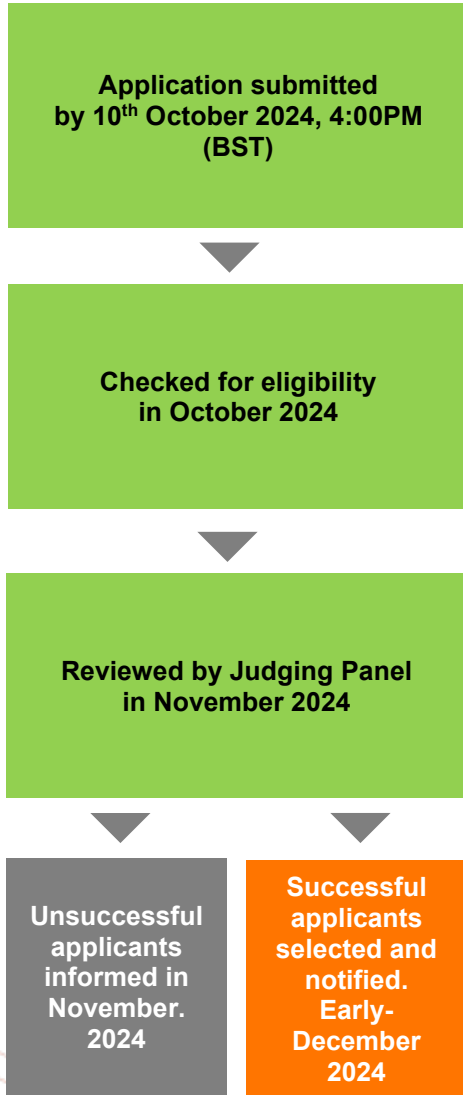 Application submitted
by 10th October 2024, 4:00PM
(BST)
Checked for eligibility
in October 2024
Reviewed by Judging Panel
in November 2024
Unsuccessful
applicants
informed in
November.
2024
Successful
applicants
selected and
notified.
Early-
December
2024